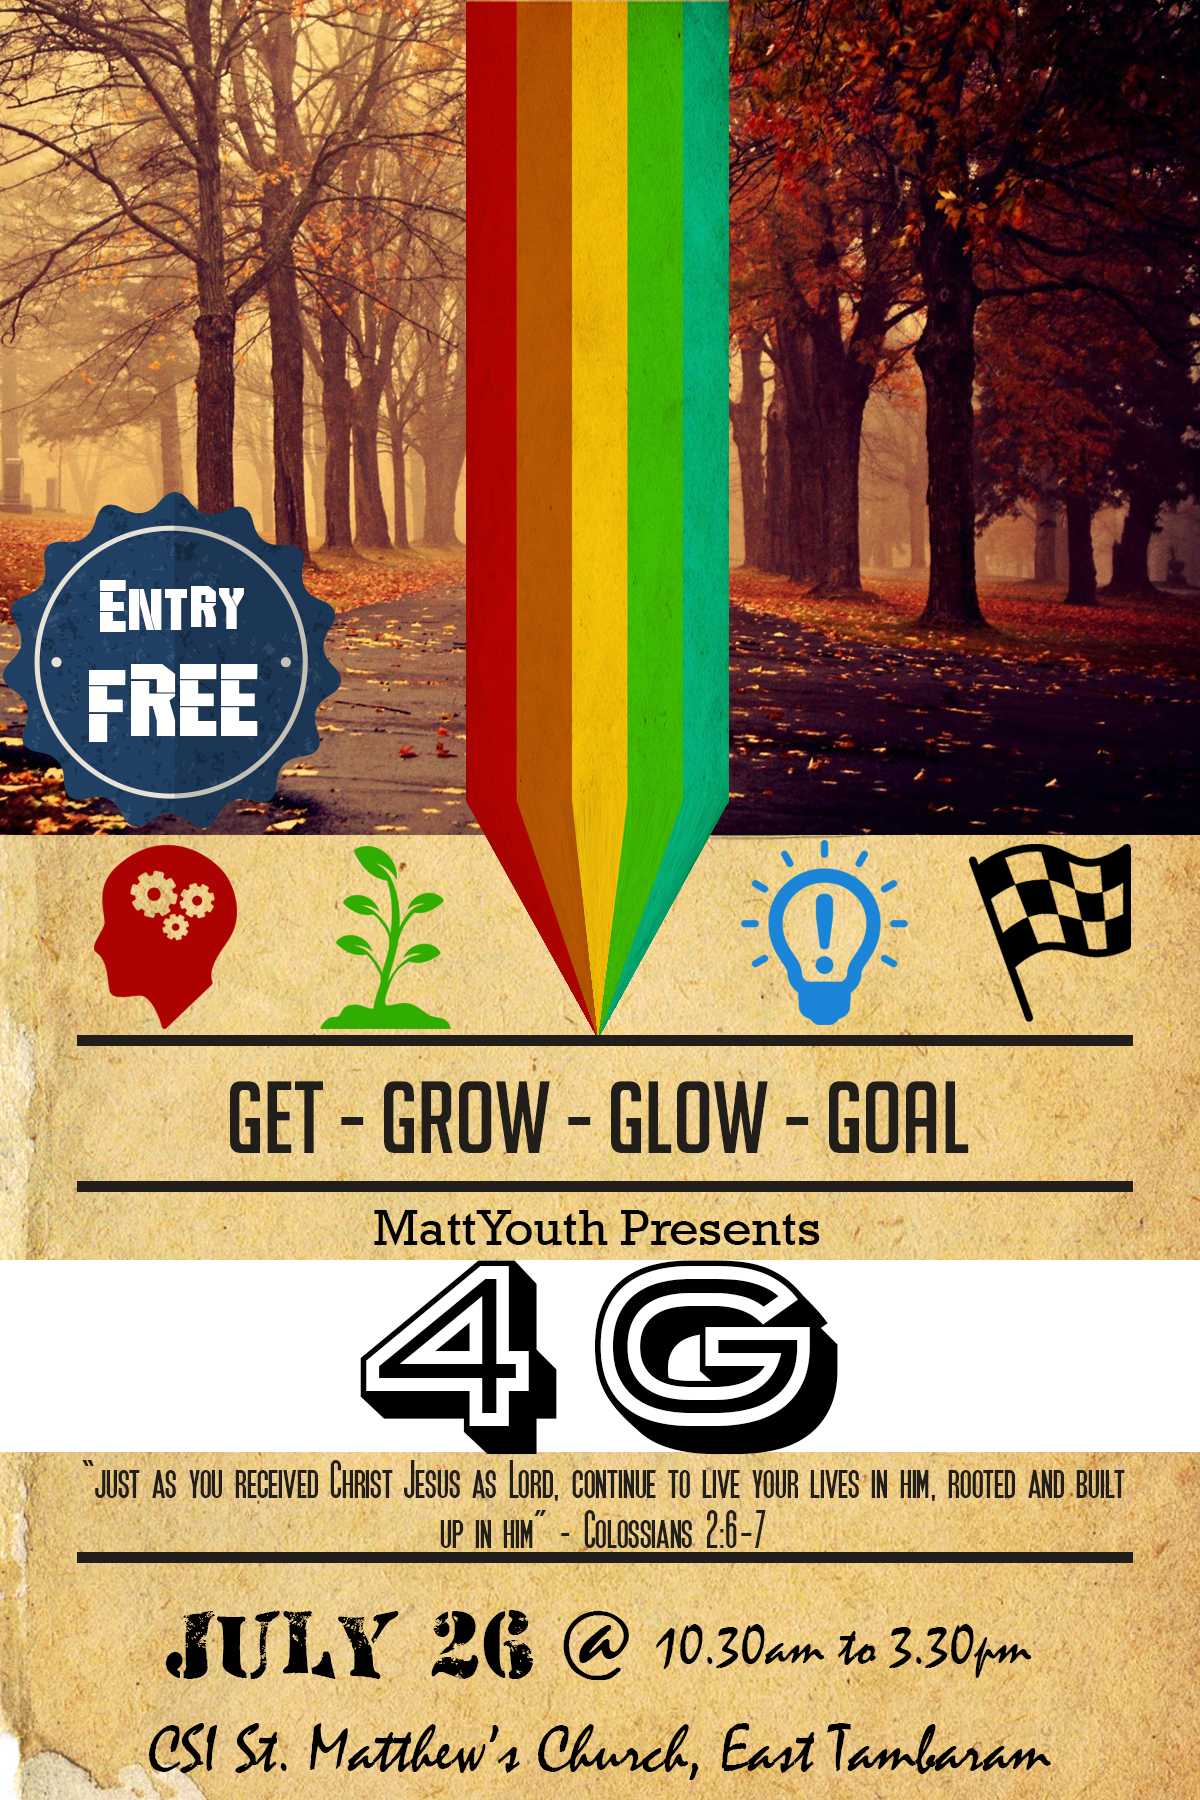 Entry
FREE
GET - GROW - GLOW - GOAL
MattYouth Presents
4 G
“just as you received Christ Jesus as Lord, continue to live your lives in him, rooted and built
up in him” - Colossians 2:6-7
JULY 26 @ 10.30am to 3.30pm
CSI St. Matthew's Church, East Tambaram